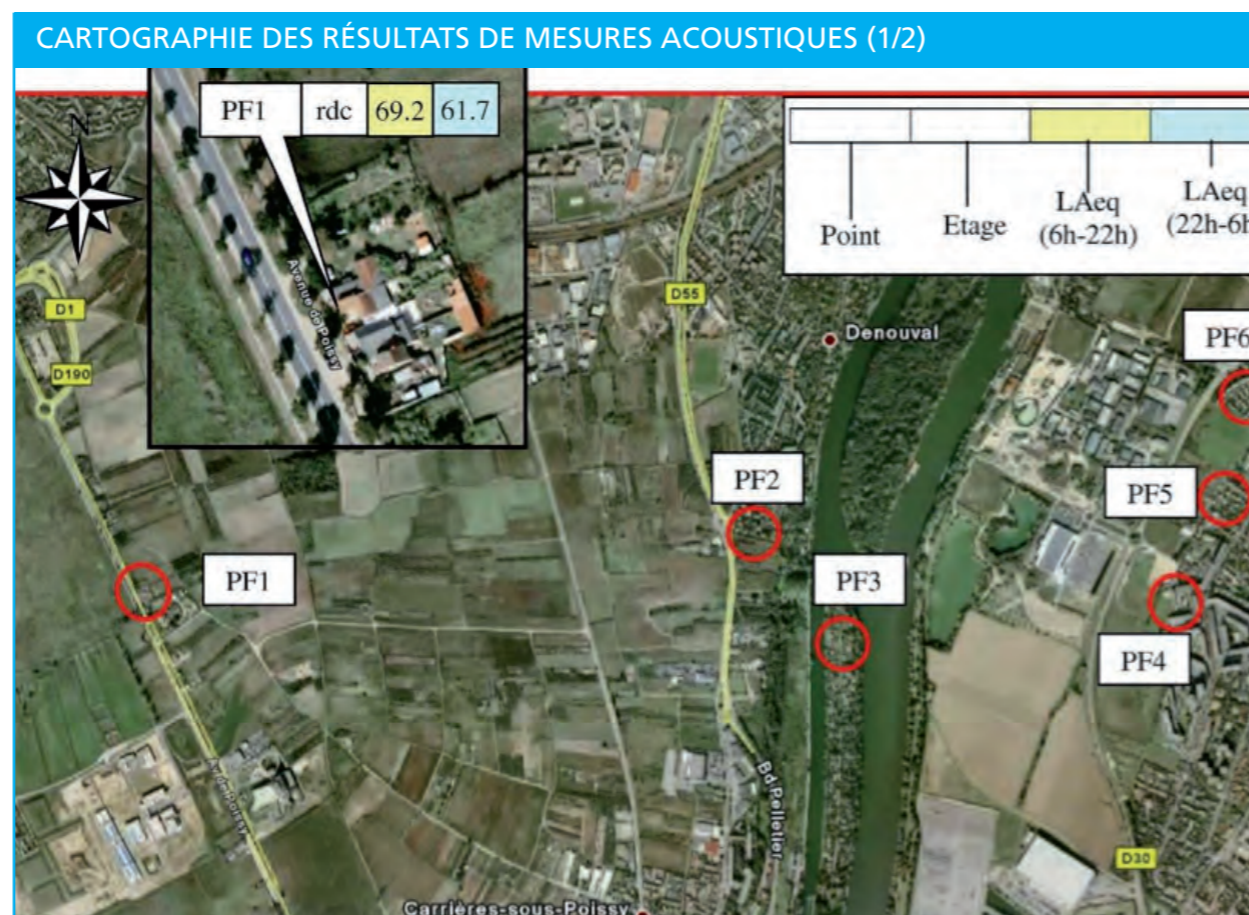 CARTOGRAPHIE DES RÉSULTATS DE MESURES ACOUSTIQUES (1/2)
PF1 rdc 69.2 61.7
N
Point
Etage
LAeq
(6h-22h)
LAeq
(22h-6h
Avenue de Poissy
D1
D190
D55
Denouval
PF6
PF2
PF5
PF1
PF3
PF4
Bd Pelletier
D30
Carrières-sous-Poissy